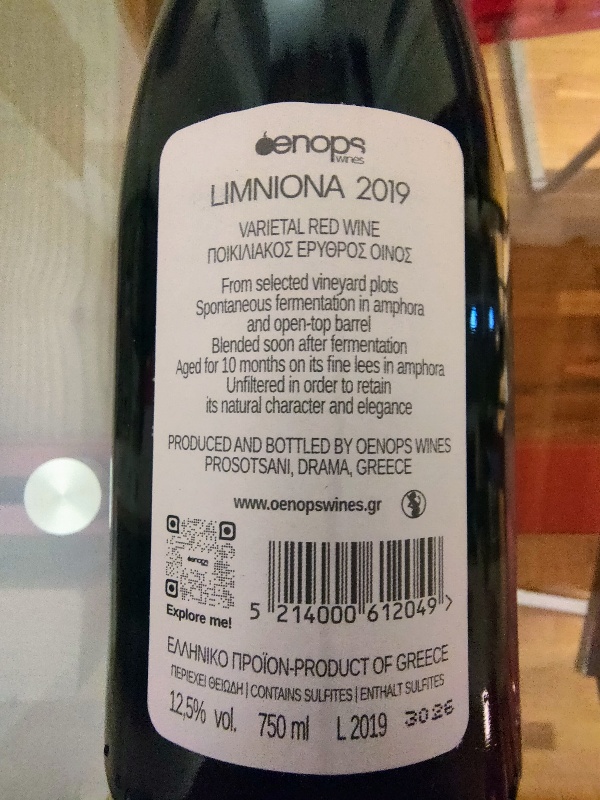 oenops
wines
LIMNIONA 2019
VARIETAL RED WINE
ΠΟΙΚΙΛΙΑΚΟΣ ΕΡΥΘΡΟΣ ΟΙΝΟΣ
From selected vineyard plots
Spontaneous fermentation in amphora
and open-top barrel
Blended soon after fermentation
Aged for 10 months on its fine lees in amphora
Unfiltered in order to retain
its natural character and elegance
PRODUCED AND BOTTLED BY OENOPS WINES
PROSOTSANI, DRAMA, GREECE
www.oenopswines.gr
oenops
Explore me!
5 214000 612049 >
ΕΛΛΗΝΙΚΟ ΠΡΟΪΟΝ-PRODUCT OF GREECE
ΠΕΡΙΕΧΕΙ ΘΕΙΩΔΗ | CONTAINS SULFITES | ENTHALT SULFITES
12,5% vol. 750 ml L 2019 3026